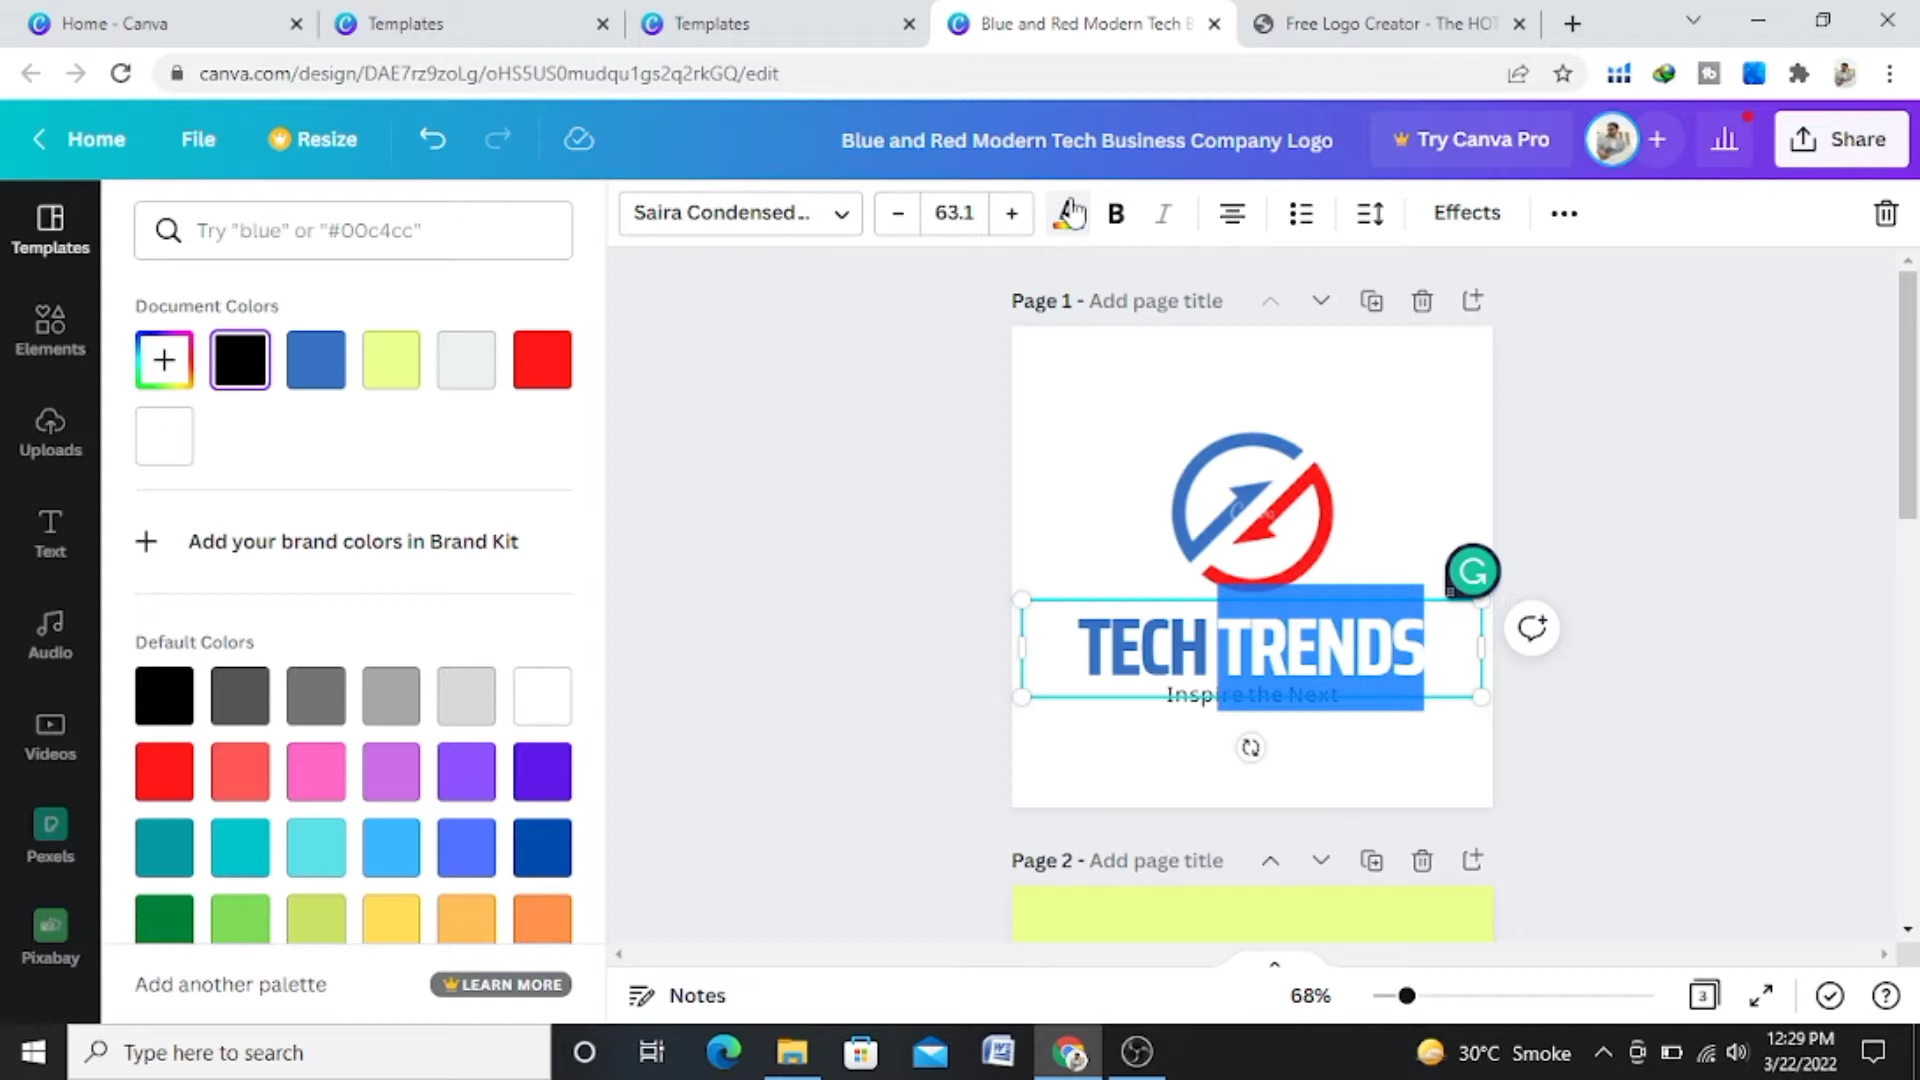 Home - Canva
Templates
Templates
Blue and Red Modern Tech B
Free Logo Creator - The HOT
canva.com/design/DAE7rz9zoLg/oHS5US0mudqu1gs2q2rkGQ/edit
Home
File
Resize
Blue and Red Modern Tech Business Company Logo
Try Canva Pro
Share
Templates
Elements
Uploads
Text
Audio
Videos
Pexels
Pixabay
Try "blue" or "#00c4cc"
Document Colors
Add your brand colors in Brand Kit
Default Colors
Add another palette
LEARN MORE
Saira Condensed...
63.1
B
I
Effects
Page 1 - Add page title
TECH TRENDS
Inspire the Next
Page 2 - Add page title
Notes
68%
3
Type here to search
30°C Smoke
12:29 PM
3/22/2022